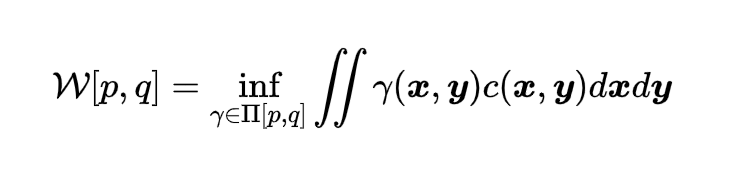 𝒲[p, q] = inf_{γ∈Π[p,q]} ∬ γ(𝒙, 𝒚)c(𝒙, 𝒚)d𝒙d𝒚